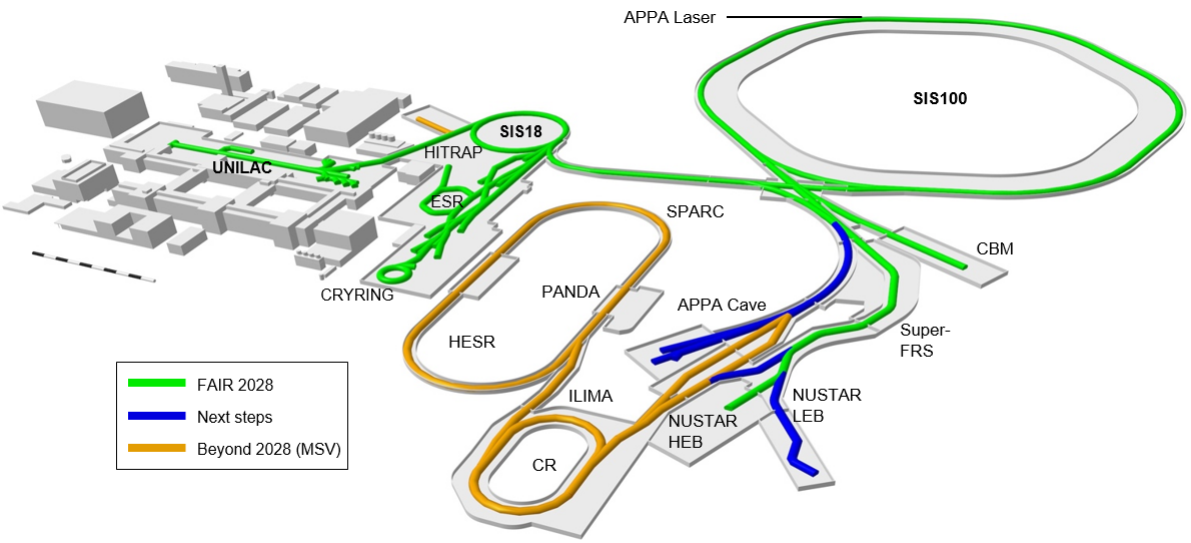 APPA Laser
SIS100
SIS18
HITRAP
UNILAC
ESR
SPARC
CBM
CRYRING
PANDA
APPA Cave
HESR
Super-
FRS
FAIR 2028
Next steps
Beyond 2028 (MSV)
ILIMA
NUSTAR
LEB
NUSTAR
HEB
CR